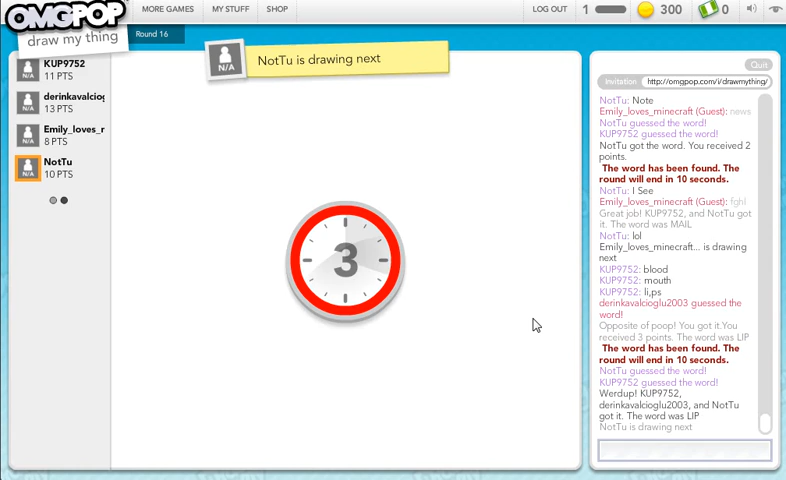 OMGPOP
draw my thing
MORE GAMES
MY STUFF
SHOP
LOG OUT
1
300
0
Round 16
NotTu is drawing next
N/A
KUP9752
11 PTS
N/A
derinkavalciog
13 PTS
N/A
Emily_loves_r
8 PTS
N/A
NotTu
10 PTS
N/A
3
Quit
Invitation
http://omgpop.com/i/drawmything/
NotTu: Note
Emily_loves_minecraft (Guest): news
NotTu guessed the word!
KUP9752 guessed the word!
NotTu got the word. You received 2
points.
The word has been found. The
round will end in 10 seconds.
NotTu: I See
Emily_loves_minecraft (Guest): fghl
Great job! KUP9752, and NotTu got
it. The word was MAIL
NotTu: lol
Emily_loves_minecraft... is drawing
next
KUP9752: blood
KUP9752: mouth
KUP9752: li,ps
derinkavalcioglu2003 guessed the
word!
Opposite of poop! You got it.You
received 3 points. The word was LIP
The word has been found. The
round will end in 10 seconds.
NotTu guessed the word!
KUP9752 guessed the word!
Werdup! KUP9752,
derinkavalcioglu2003, and NotTu
got it. The word was LIP
NotTu is drawing next